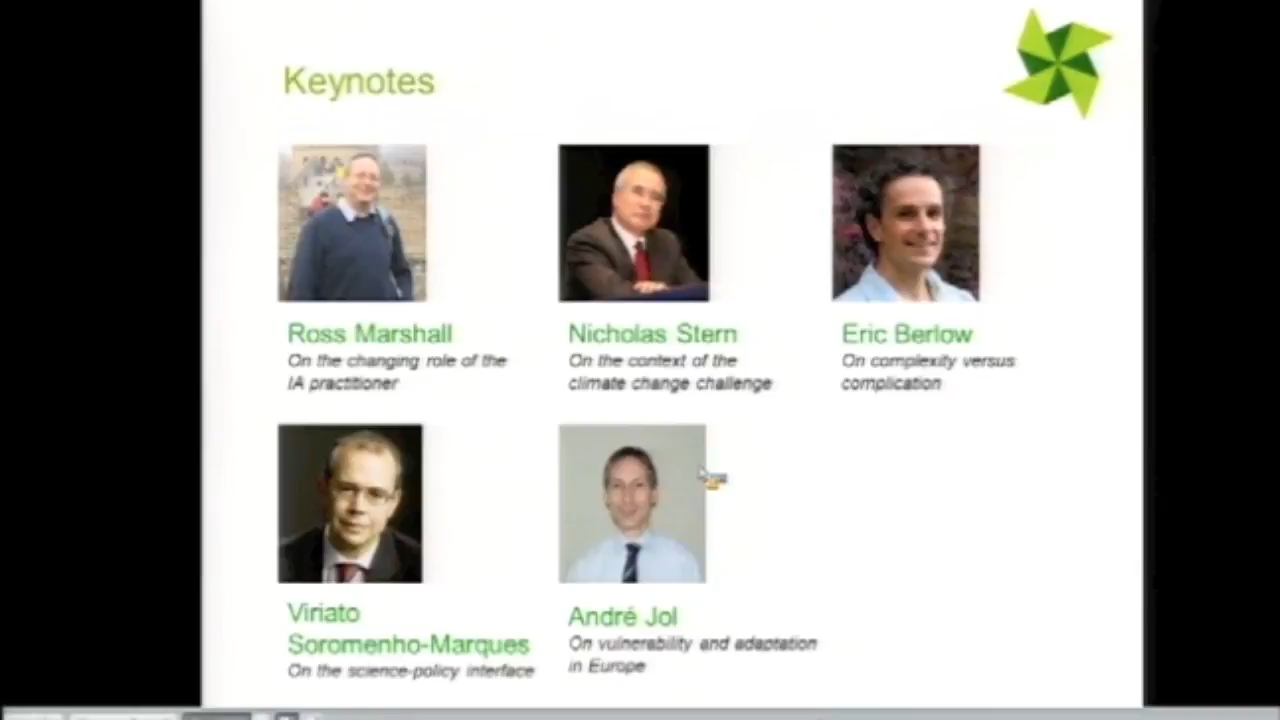 Keynotes
Ross Marshall
On the changing role of the
IA practitioner
Nicholas Stern
On the context of the
climate change challenge
Eric Berlow
On complexity versus
complication
Viriato
Soromenho-Marques
On the science-policy interface
André Jol
On vulnerability and adaptation
in Europe